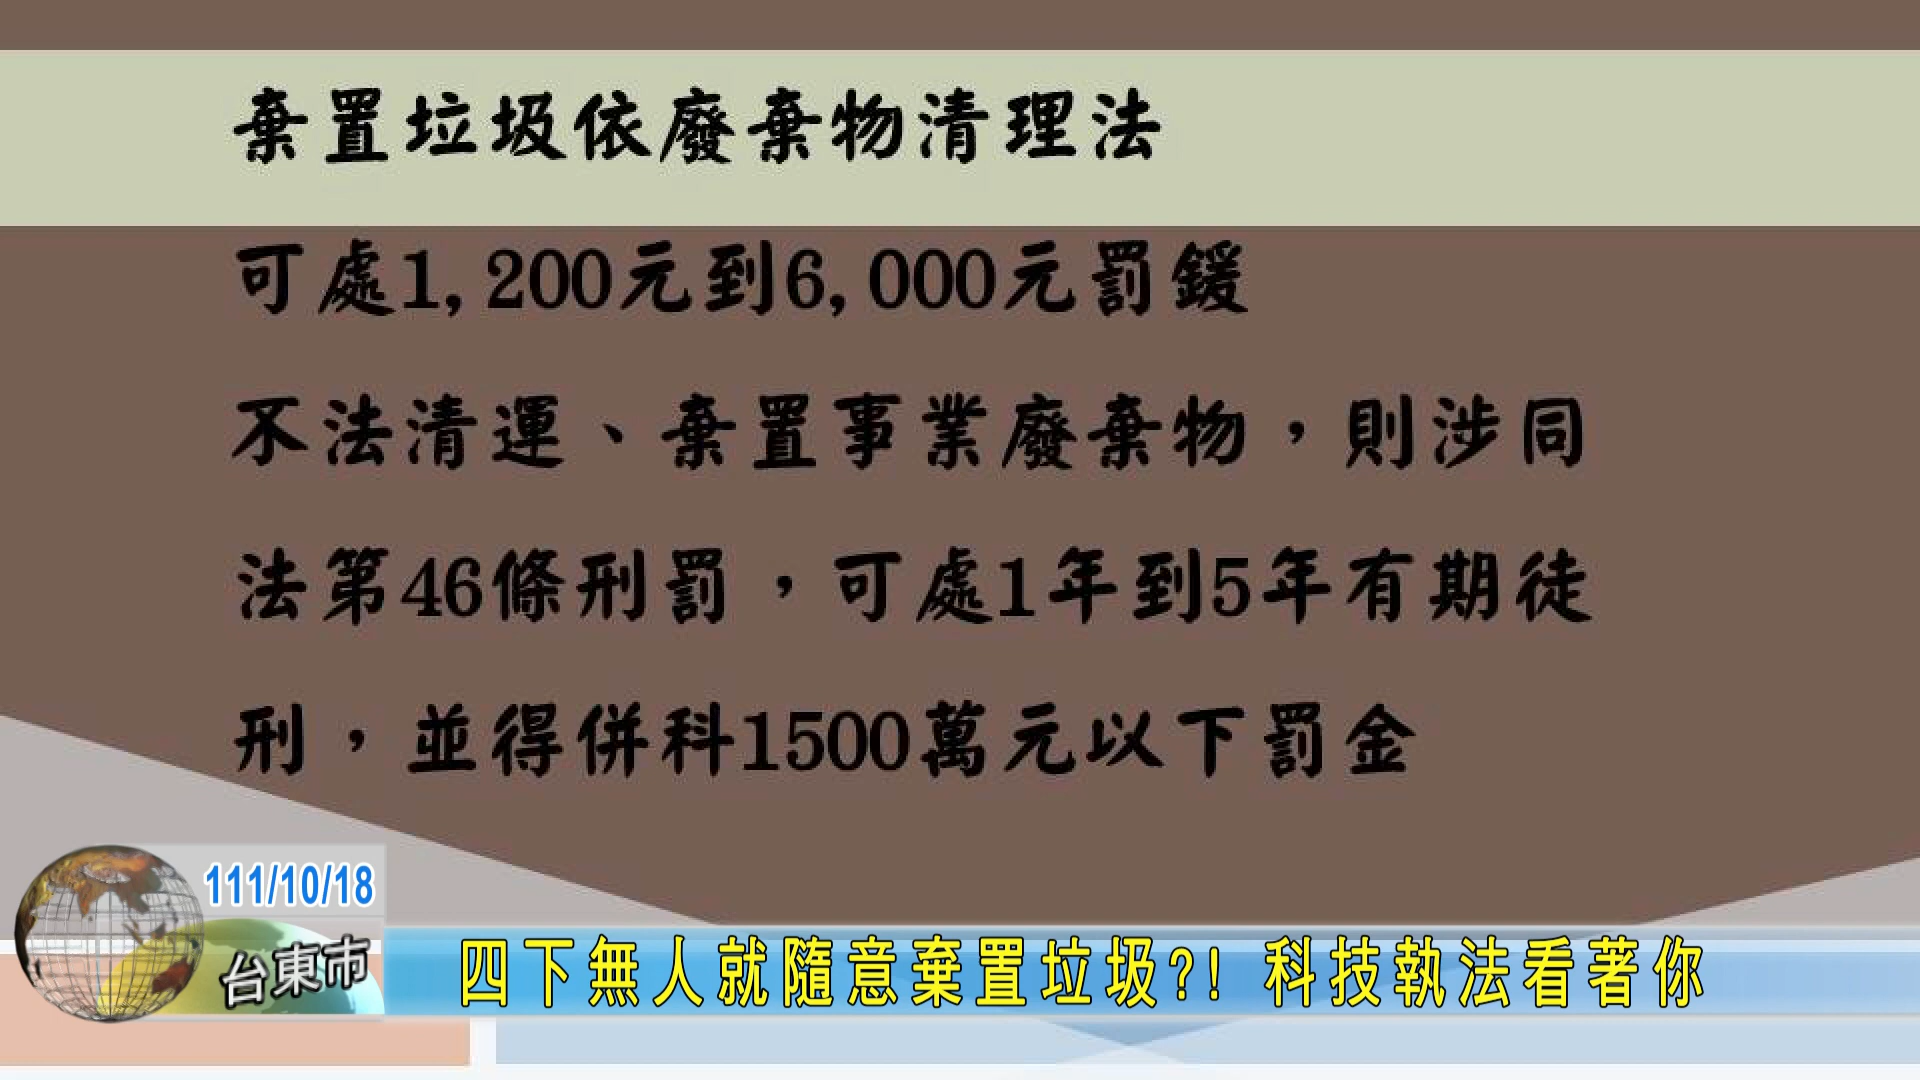 棄置垃圾依廢棄物清理法
可處1,200元到6,000元罰鍰
不法清運、棄置事業廢棄物，則涉同
法第46條刑罰，可處1年到5年有期徒
刑，並得併科1500萬元以下罰金
111/10/18
台東市
四下無人就隨意棄置垃圾?! 科技執法看著你